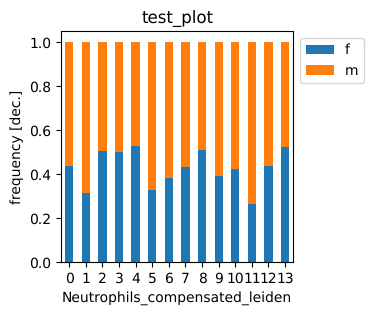 test_plot
f
m
frequency [dec.]
1.0
0.8
0.6
0.4
0.2
0.0
0 1 2 3 4 5 6 7 8 9 10 11 12 13
Neutrophils_compensated_leiden